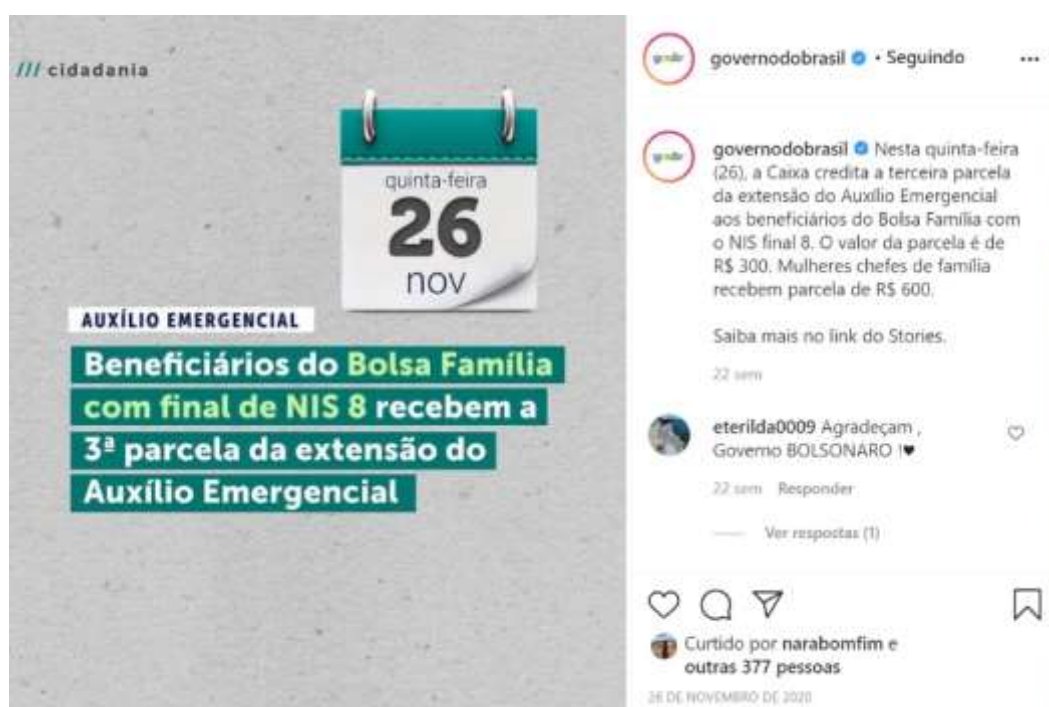 /// cidadania
quinta-feira
26
nov
AUXÍLIO EMERGENCIAL
Beneficiários do Bolsa Família
com final de NIS 8 recebem a
3ª parcela da extensão do
Auxílio Emergencial
governodobrasil • Seguindo
governodobrasil Nesta quinta-feira
(26), a Caixa credita a terceira parcela
da extensão do Auxílio Emergencial
aos beneficiários do Bolsa Família com
o NIS final 8. O valor da parcela é de
R$ 300. Mulheres chefes de família
recebem parcela de R$ 600.
Saiba mais no link do Stories.
22 sem
eterilda0009 Agradeçam ,
Governo BOLSONARO !♥
22 sem Responder
Ver respostas (1)
Curtido por narabomfim e
outras 377 pessoas
26 DE NOVEMBRO DE 2020